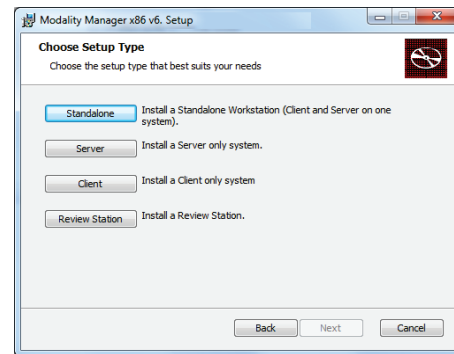 Modality Manager x86 v6. Setup
Choose Setup Type
Choose the setup type that best suits your needs
Standalone Install a Standalone Workstation (Client and Server on one
system).
Server Install a Server only system.
Client Install a Client only system
Review Station Install a Review Station.
Back Next Cancel